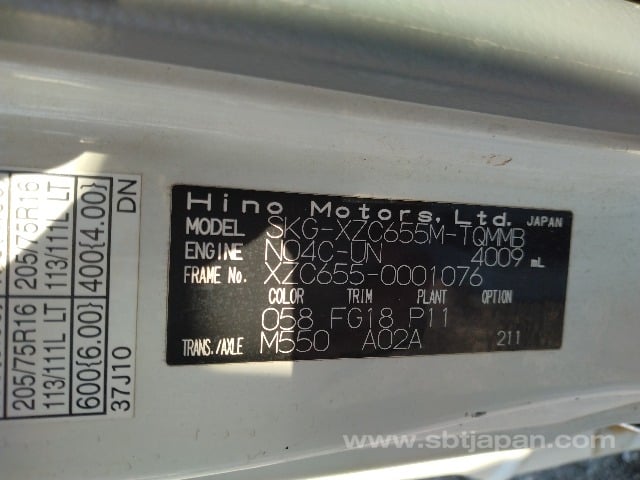 Hino Motors, Ltd. JAPAN
MODEL SKG-XZC655M-TQMMB
ENGINE N04C-UN 4009 mL
FRAME No. XZC655-0001076
COLOR TRIM PLANT OPTION
058 FG18 P11
TRANS./AXLE M550 A02A 211
205/75R16 205/75R16
113/111L LT 113/111L LT
600{6.00} 400{4.00}
37J10 DN
www.sbtjapan.com